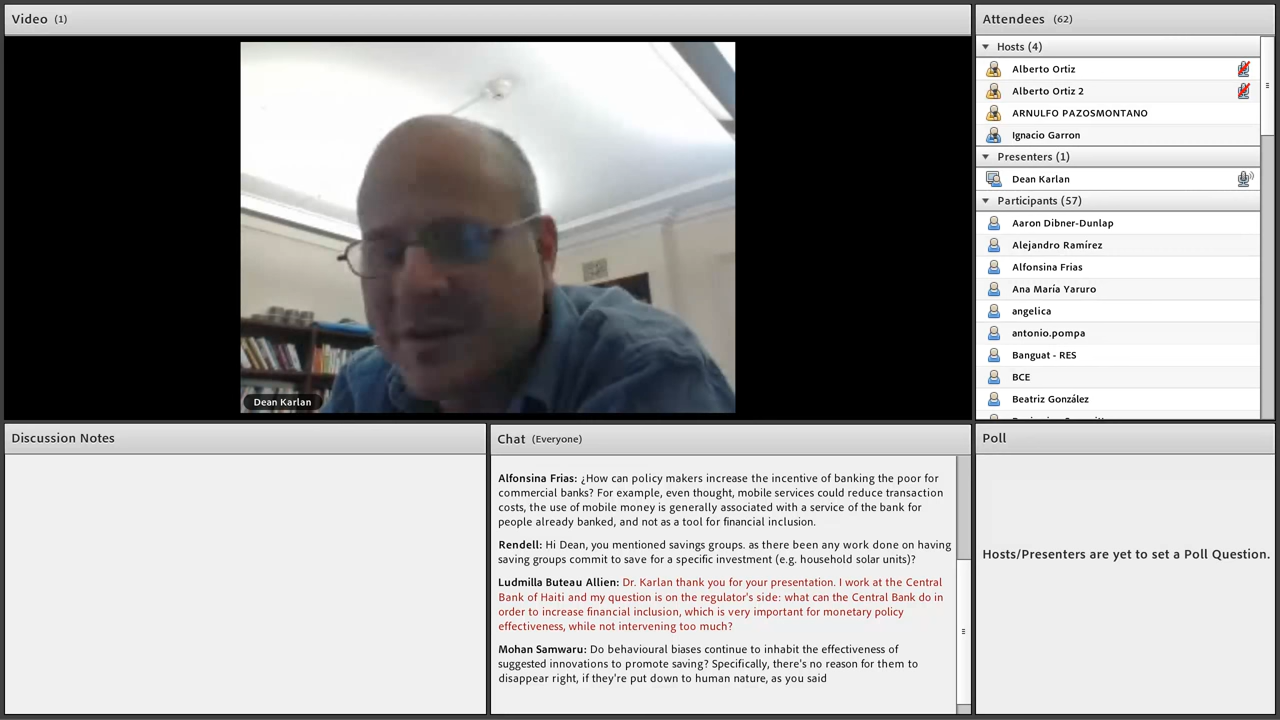 Video (1)
Dean Karlan
Attendees (62)
Hosts (4)
Alberto Ortiz
Alberto Ortiz 2
ARNULFO PAZOSMONTANO
Ignacio Garron
Presenters (1)
Dean Karlan
Participants (57)
Aaron Dibner-Dunlap
Alejandro Ramírez
Alfonsina Frias
Ana María Yaruro
angelica
antonio.pompa
Banguat - RES
BCE
Beatriz González
Discussion Notes
Chat (Everyone)
Alfonsina Frias: ¿How can policy makers increase the incentive of banking the poor for
commercial banks? For example, even thought, mobile services could reduce transaction
costs, the use of mobile money is generally associated with a service of the bank for
people already banked, and not as a tool for financial inclusion.
Rendell: Hi Dean, you mentioned savings groups. as there been any work done on having
saving groups commit to save for a specific investment (e.g. household solar units)?
Ludmilla Buteau Allien: Dr. Karlan thank you for your presentation. I work at the Central
Bank of Haiti and my question is on the regulator's side: what can the Central Bank do in
order to increase financial inclusion, which is very important for monetary policy
effectiveness, while not intervening too much?
Mohan Samwaru: Do behavioural biases continue to inhabit the effectiveness of
suggested innovations to promote saving? Specifically, there's no reason for them to
disappear right, if they're put down to human nature, as you said
Poll
Hosts/Presenters are yet to set a Poll Question.